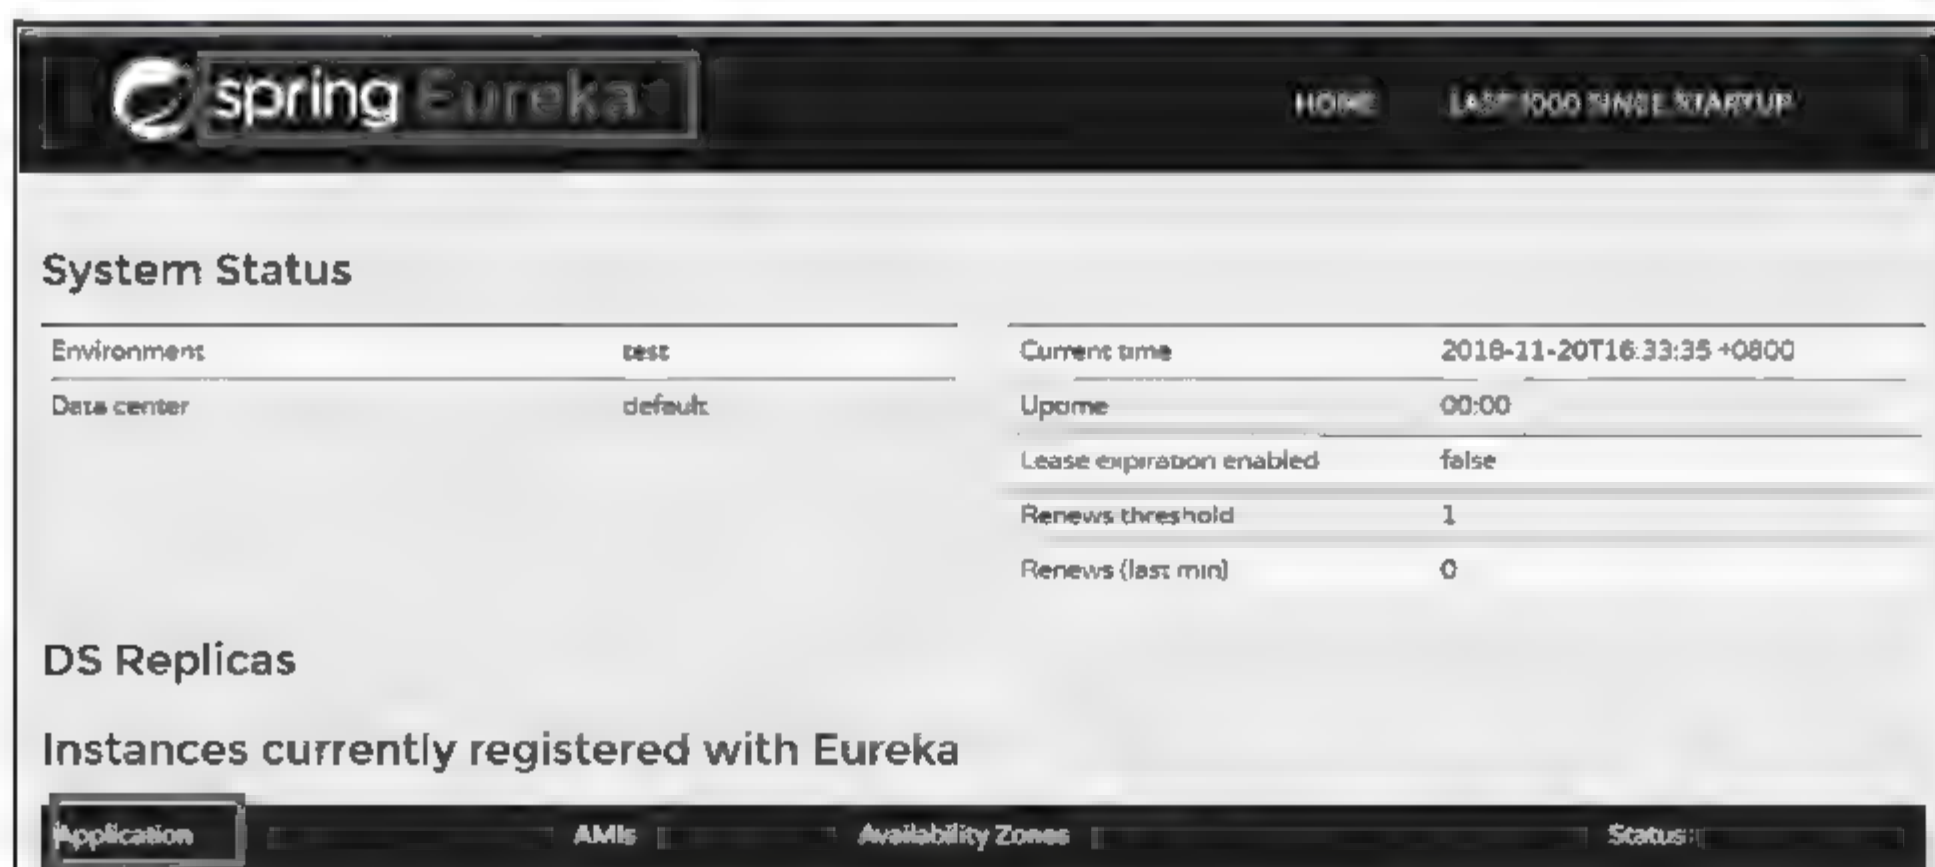 spring Eureka
HOME LAST 1000 SINCE STARTUP
System Status
Environment test
Data center default
Current time 2018-11-20T16:33:35 +0800
Uptime 00:00
Lease expiration enabled false
Renews threshold 1
Renews (last min) 0
DS Replicas
Instances currently registered with Eureka
Application AMIs Availability Zones Status